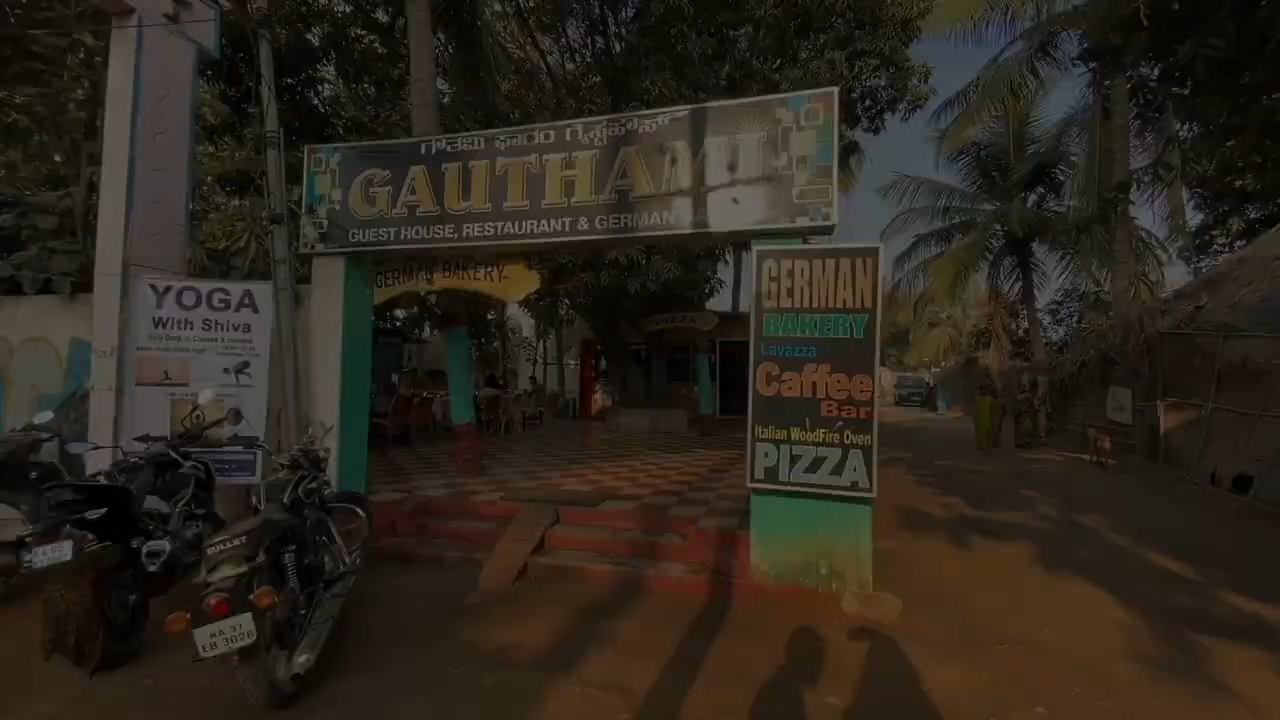 ಗೌತಮಿ ಫಾರಂ ಗೆಸ್ಟ್‌ಹೌಸ್
GAUTHAMI
GUEST HOUSE, RESTAURANT & GERMAN
GERMAN BAKERY
GERMAN
BAKERY
Lavazza
Caffee
Bar
Italian WoodFire Oven
PIZZA
YOGA
With Shiva
BULLET
KA 37
EB 3026